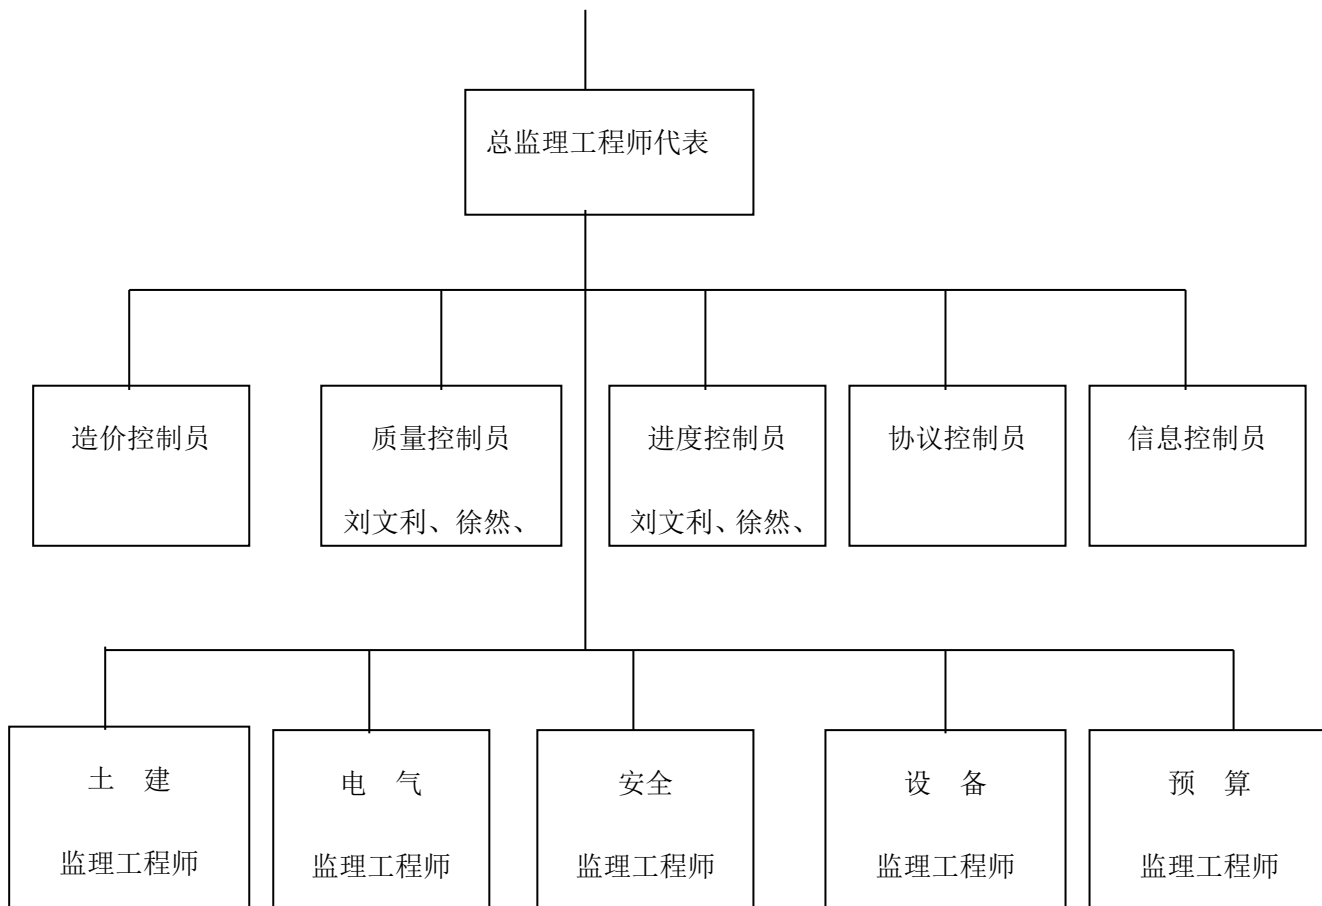 总监理工程师代表
造价控制员
质量控制员
刘文利、徐然、
进度控制员
刘文利、徐然、
协议控制员
信息控制员
土 建
监理工程师
电 气
监理工程师
安全
监理工程师
设 备
监理工程师
预 算
监理工程师